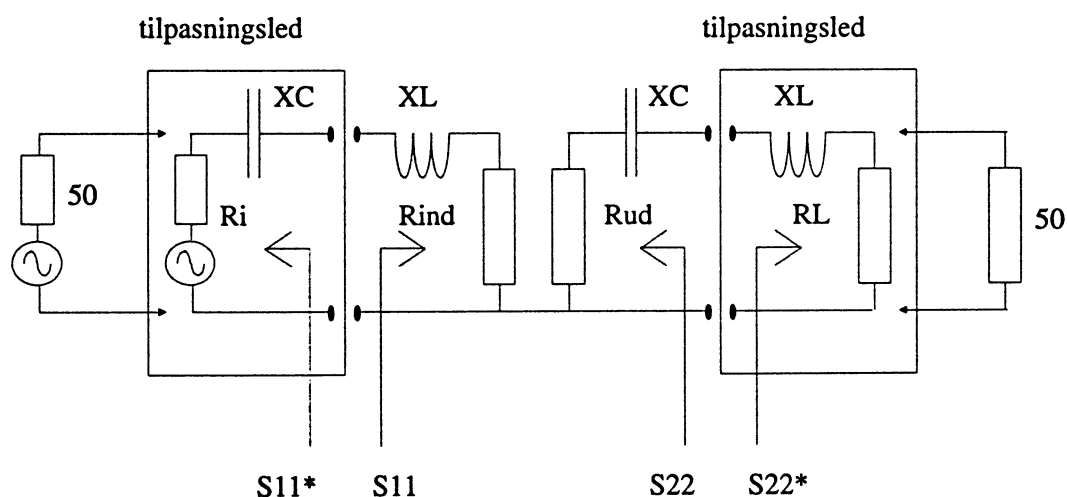 tilpasningsled tilpasningsled
XC XL XC XL
50 Ri Rind Rud RL 50
S11* S11 S22 S22*